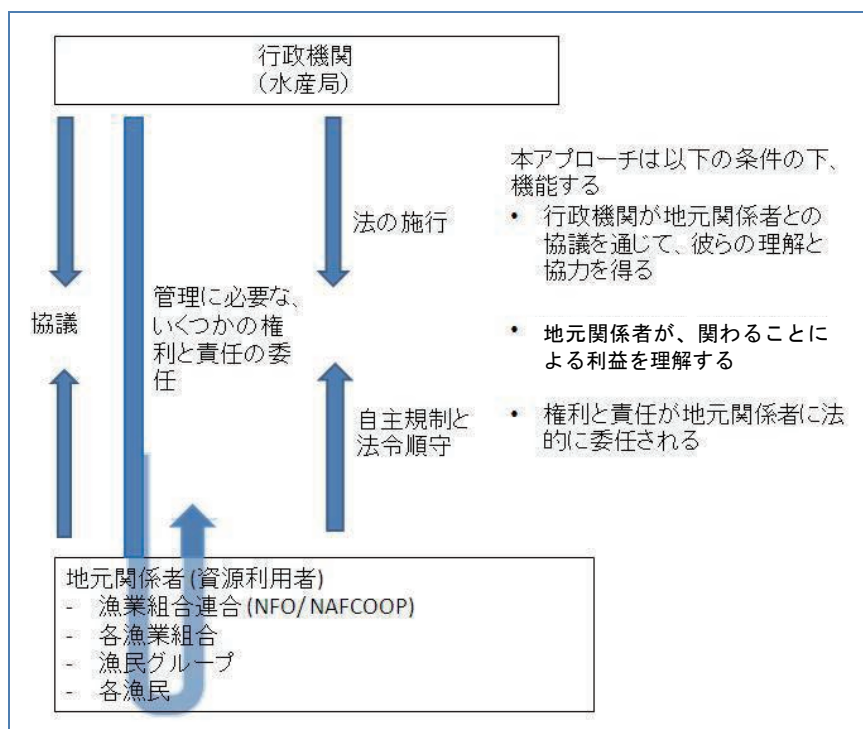 行政機関
(水産局)
協議
管理に必要な、
いくつかの権
利と責任の委
任
法の施行
自主規制と
法令順守
本アプローチは以下の条件の下、
機能する
• 行政機関が地元関係者との
協議を通じて、彼らの理解と
協力を得る
• 地元関係者が、関わることに
よる利益を理解する
• 権利と責任が地元関係者に法
的に委任される
地元関係者(資源利用者)
- 漁業組合連合(NFO/NAFCOOP)
- 各漁業組合
- 漁民グループ
- 各漁民